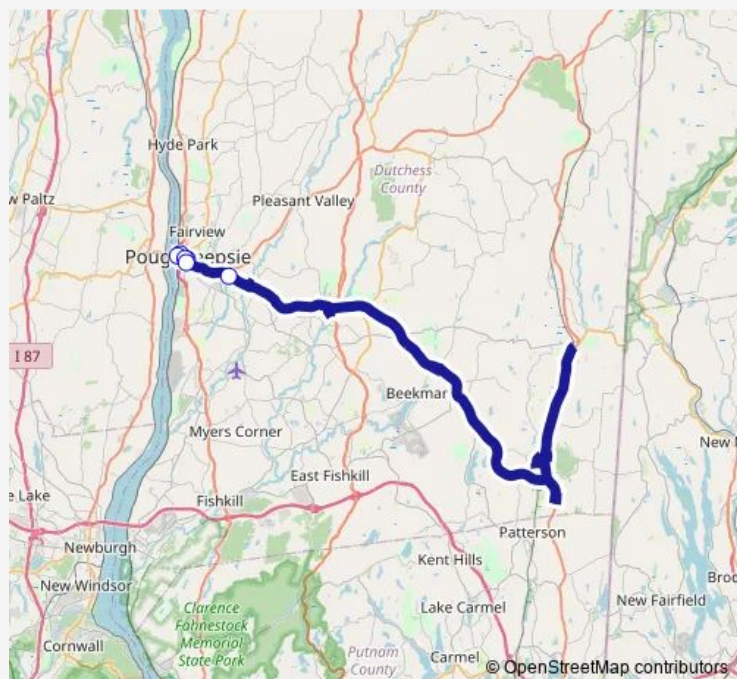 Hyde Park
Dutchess
County
w Paltz
Pleasant Valley
Fairview
Poughkeepsie
I 87
Beekmar
Myers Corner
New M
East Fishkill
e Lake
Fishkill
Patterson
Newburgh
Kent Hills
Brod
New Windsor
Clarence
Fahnestock
Memorial
State Park
Lake Carmel
New Fairfield
Cornwall
Putnam
County
Carmel
© OpenStreetMap contributors